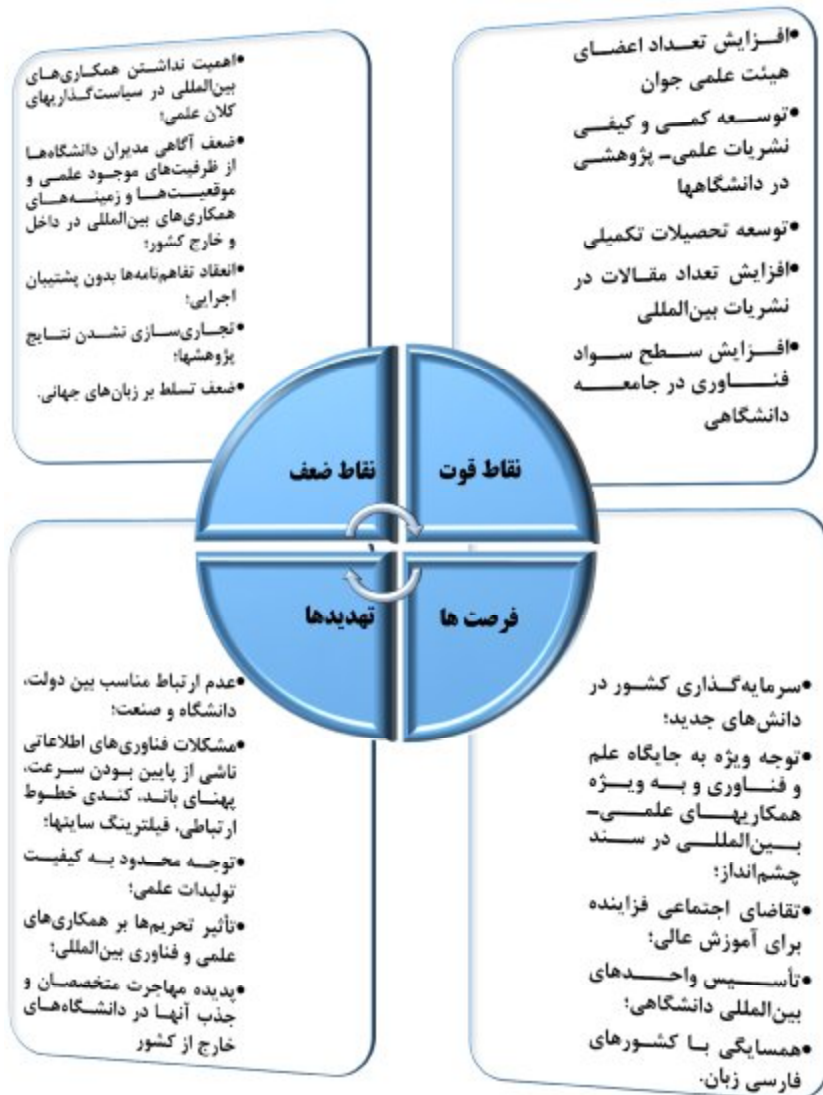 •افزایش تعداد اعضای
هیئت علمی جوان
•توسعه کمی و کیفی
نشریات علمی- پژوهشی
در دانشگاهها
•توسعه تحصیلات تکمیلی
•افزایش تعداد مقالات در
نشریات بین‌المللی
•افزایش سطح سواد
فناوری در جامعه
دانشگاهی
•اهمیت نداشتن همکاری‌های
بین‌المللی در سیاست‌گذاریهای
کلان علمی؛
•ضعف آگاهی مدیران دانشگاه‌ها
از ظرفیت‌های موجود علمی و
موقعیت‌ها و زمینه‌های
همکاری‌های بین‌المللی در داخل
و خارج کشور؛
•انعقاد تفاهم‌نامه‌ها بدون پشتیبان
اجرایی؛
•تجاری‌سازی نشدن نتایج
پژوهشها؛
•ضعف تسلط بر زبان‌های جهانی.
نقاط قوت
نقاط ضعف
فرصت ها
تهدیدها
•سرمایه‌گذاری کشور در
دانش‌های جدید؛
•توجه ویژه به جایگاه علم
و فناوری و به ویژه
همکاریهای علمی-
بین‌المللی در سند
چشم‌انداز؛
•تقاضای اجتماعی فزاینده
برای آموزش عالی؛
•تأسیس واحدهای
بین‌المللی دانشگاهی؛
•همسایگی با کشورهای
فارسی زبان.
•عدم ارتباط مناسب بین دولت،
دانشگاه و صنعت؛
•مشکلات فناوری‌های اطلاعاتی
ناشی از پایین بودن سرعت،
پهنای باند، کندی خطوط
ارتباطی، فیلترینگ سایتها؛
•توجه محدود به کیفیت
تولیدات علمی؛
•تأثیر تحریم‌ها بر همکاری‌های
علمی و فناوری بین‌المللی؛
•پدیده مهاجرت متخصصان و
جذب آنها در دانشگاه‌های
خارج از کشور